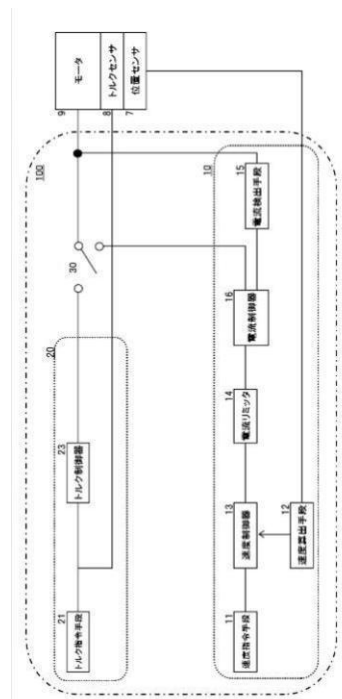 100
9
モータ
8
トルクセンサ
7
位置センサ
30
20
21
トルク指令手段
23
トルク制御器
10
11
速度指令手段
13
速度制御器
14
電流リミッタ
16
電流制御器
15
電流検出手段
12
速度算出手段